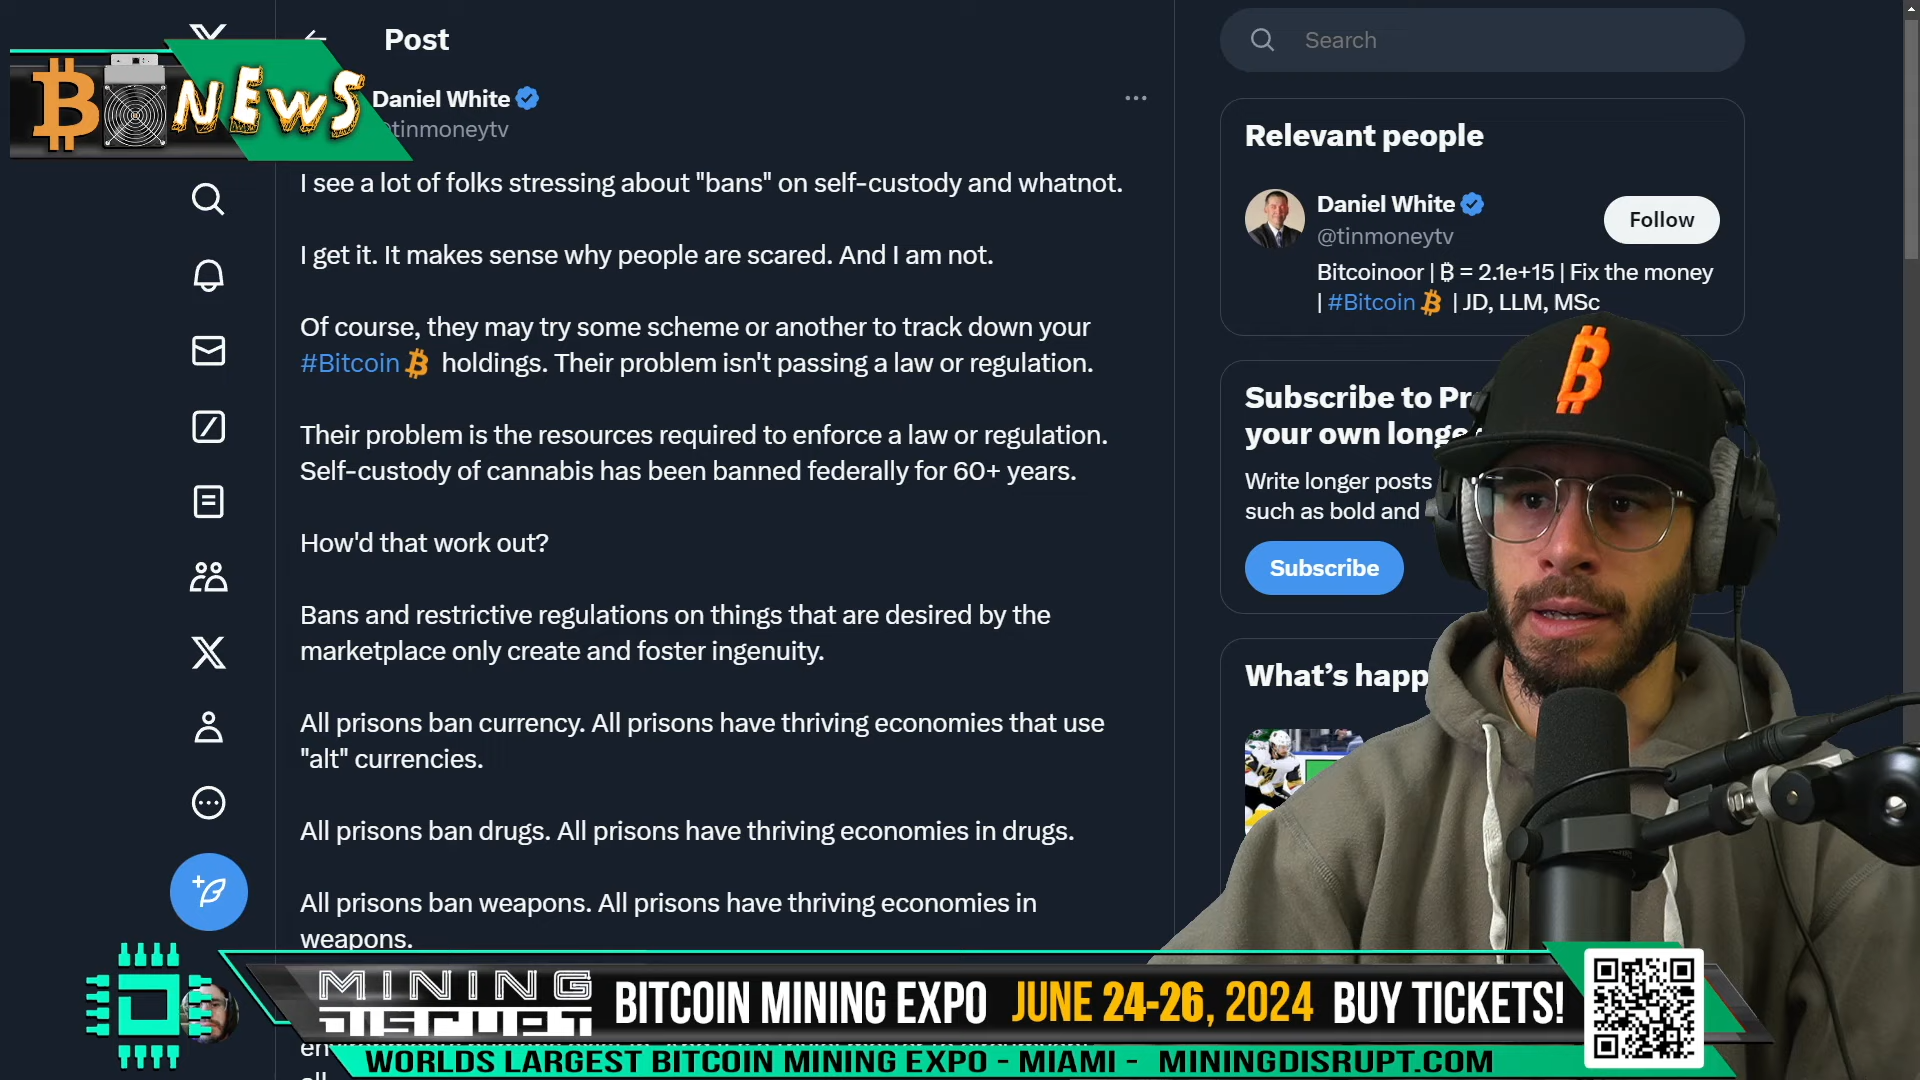 Post
Search
NEWS
Daniel White
@tinmoneytv
I see a lot of folks stressing about "bans" on self-custody and whatnot.
I get it. It makes sense why people are scared. And I am not.
Of course, they may try some scheme or another to track down your
#Bitcoin holdings. Their problem isn't passing a law or regulation.
Their problem is the resources required to enforce a law or regulation.
Self-custody of cannabis has been banned federally for 60+ years.
How'd that work out?
Bans and restrictive regulations on things that are desired by the
marketplace only create and foster ingenuity.
All prisons ban currency. All prisons have thriving economies that use
"alt" currencies.
All prisons ban drugs. All prisons have thriving economies in drugs.
All prisons ban weapons. All prisons have thriving economies in
weapons.
Relevant people
Daniel White
@tinmoneytv
Follow
Bitcoinoor | ₿ = 2.1e+15 | Fix the money
| #Bitcoin | JD, LLM, MSc
Subscribe to
your own
Write longer posts
such as bold and
Subscribe
What's
MINING
DISRUPT
BITCOIN MINING EXPO JUNE 24-26, 2024 BUY TICKETS!
WORLDS LARGEST BITCOIN MINING EXPO - MIAMI - MININGDISRUPT.COM